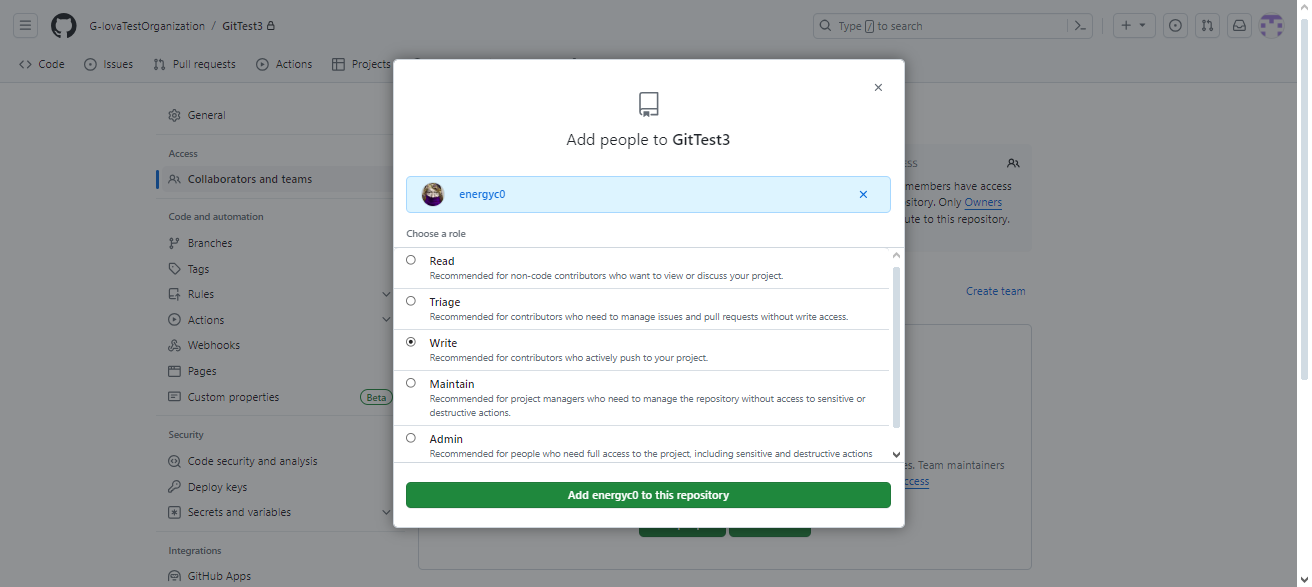 G-lovaTestOrganization / GitTest3
Type / to search
Code
Issues
Pull requests
Actions
Projects
General
Access
Collaborators and teams
Code and automation
Branches
Tags
Rules
Actions
Webhooks
Pages
Custom properties Beta
Security
Code security and analysis
Deploy keys
Secrets and variables
Integrations
GitHub Apps
Add people to GitTest3
energyc0
Choose a role
Read
Recommended for non-code contributors who want to view or discuss your project.
Triage
Recommended for contributors who need to manage issues and pull requests without write access.
Write
Recommended for contributors who actively push to your project.
Maintain
Recommended for project managers who need to manage the repository without access to sensitive or
destructive actions.
Admin
Recommended for people who need full access to the project, including sensitive and destructive actions
Add energyc0 to this repository
members have access
sitory. Only Owners
ute to this repository.
Create team
es. Team maintainers
ccess